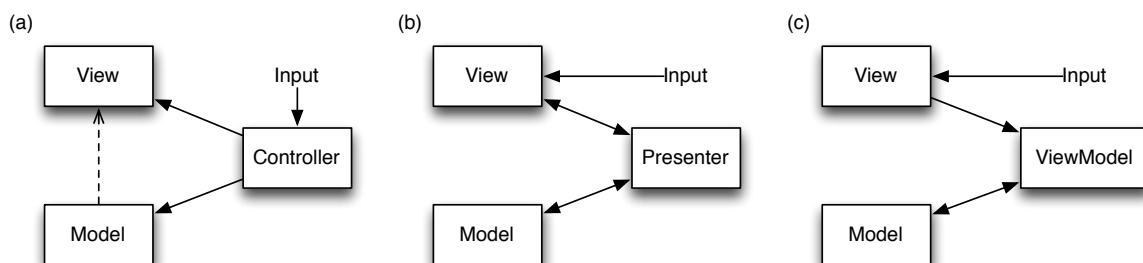 (a)
View
Input
Controller
Model
(b)
View
Input
Presenter
Model
(c)
View
Input
ViewModel
Model